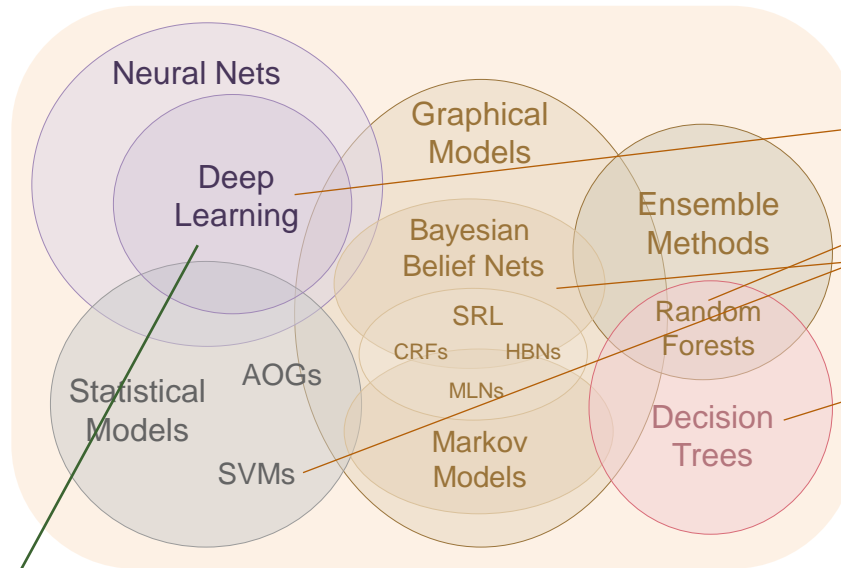 Neural Nets
Graphical
Models
Deep
Learning
Ensemble
Methods
Bayesian
Belief Nets
SRL
Random
Forests
CRFs
HBNs
AOGs
MLNs
Statistical
Models
Decision
Trees
Markov
Models
SVMs